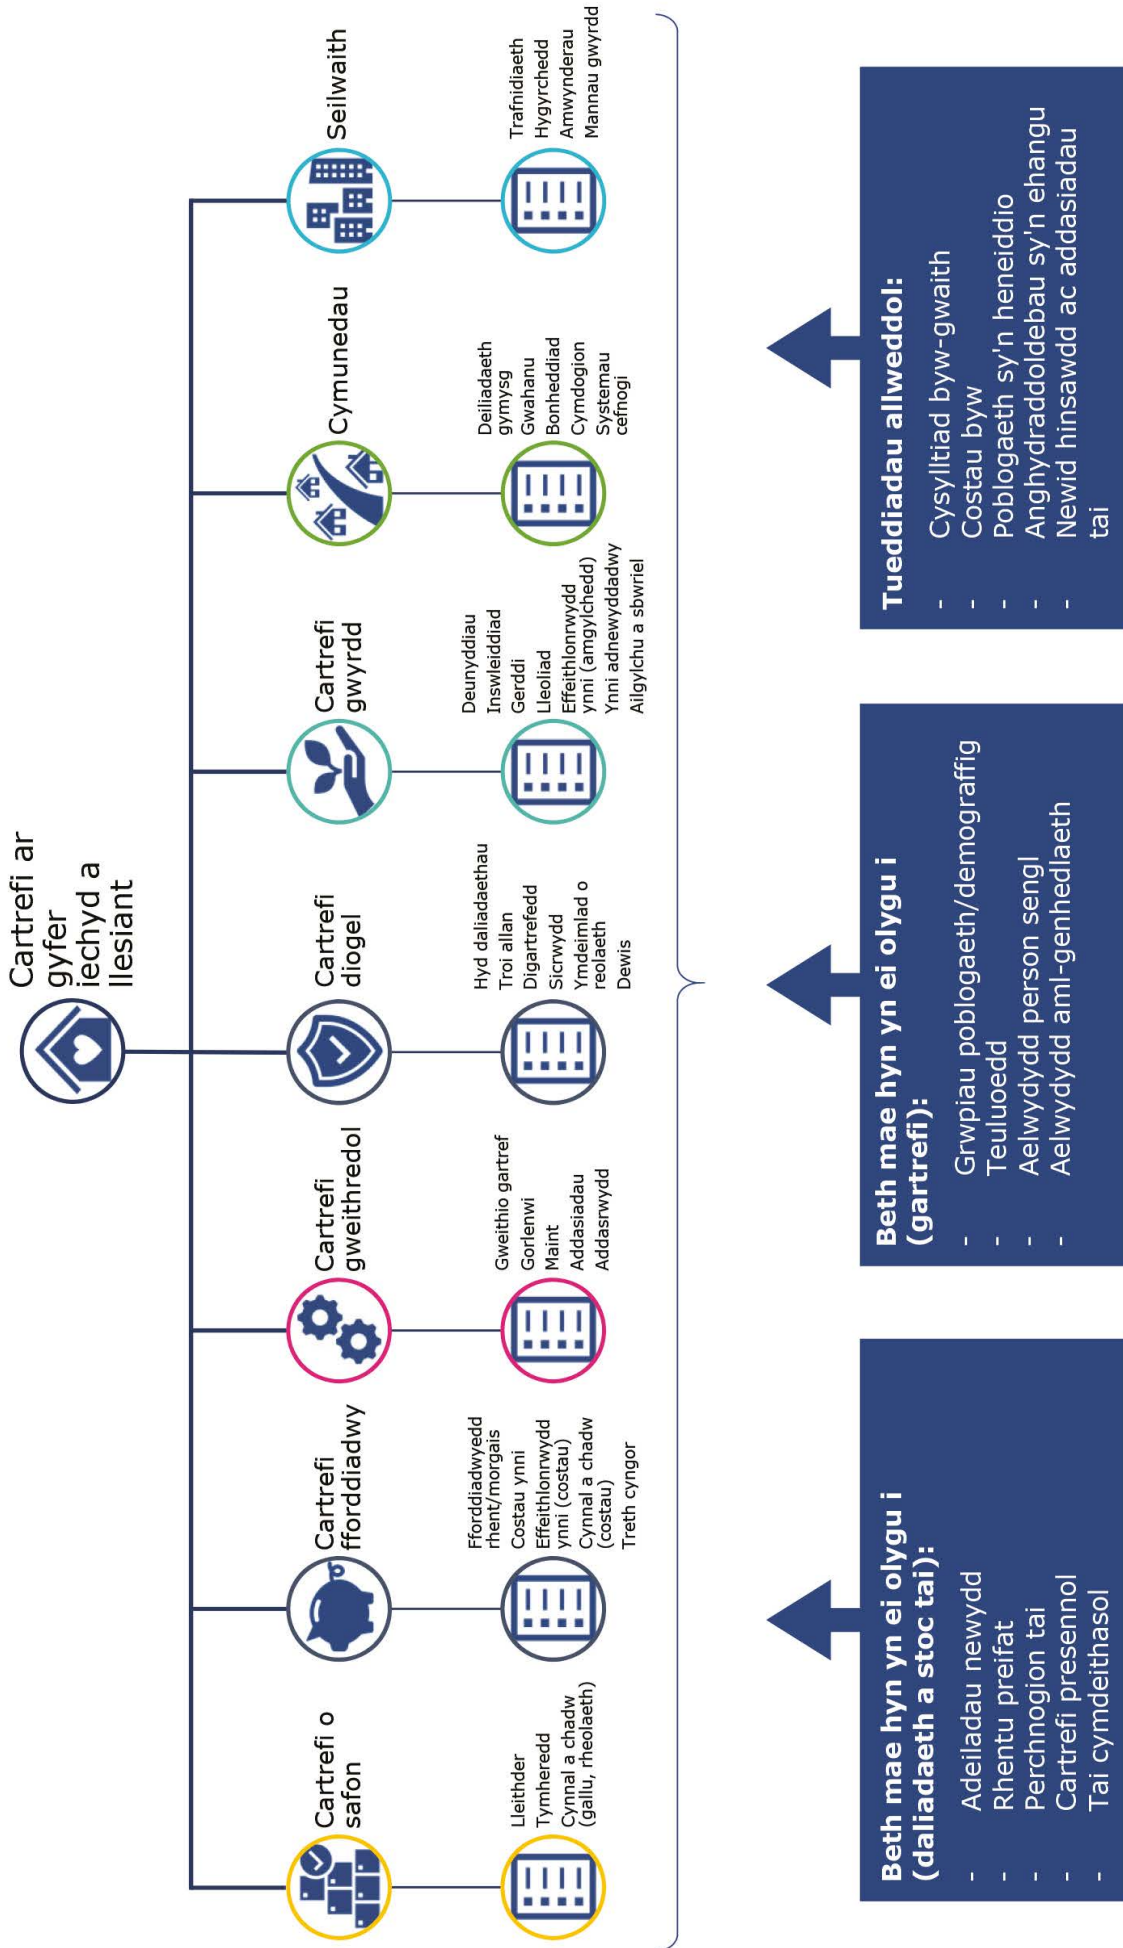 Cartrefi ar
gyfer
iechyd a
llesiant
Cartrefi o
safon
Lleithder
Tymheredd
Cynnal a chadw
(gallu, rheolaeth)
Cartrefi
fforddiadwy
Fforddiadwyedd
rhent/morgais
Costau ynni
Effeithlonrwydd
ynni (costau)
Cynnal a chadw
(costau)
Treth cyngor
Cartrefi
gweithredol
Gweithio gartref
Gorlenwi
Maint
Addasiadau
Addasrwydd
Cartrefi
diogel
Hyd daliadaethau
Troi allan
Digartrefedd
Sicrwydd
Ymdeimlad o
reolaeth
Dewis
Cartrefi
gwyrdd
Deunyddiau
Inswleiddiad
Gerddi
Lleoliad
Effeithlonrwydd
ynni (amgylchedd)
Ynni adnewyddadwy
Ailgylchu a sbwriel
Cymunedau
Deiliadaeth
gymysg
Gwahanu
Bonheddiad
Cymdogion
Systemau
cefnogi
Seilwaith
Trafnidiaeth
Hygyrchedd
Amwynderau
Mannau gwyrdd
Beth mae hyn yn ei olygu i
(daliadaeth a stoc tai):
- Adeiladau newydd
- Rhentu preifat
- Perchnogion tai
- Cartrefi presennol
- Tai cymdeithasol
Beth mae hyn yn ei olygu i
(gartrefi):
- Grwpiau poblogaeth/demograffig
- Teuluoedd
- Aelwydydd person sengl
- Aelwydydd aml-genhedlaeth
Tueddiadau allweddol:
- Cysylltiad byw-gwaith
- Costau byw
- Poblogaeth sy'n heneiddio
- Anghydraddoldebau sy'n ehangu
- Newid hinsawdd ac addasiadau
tai